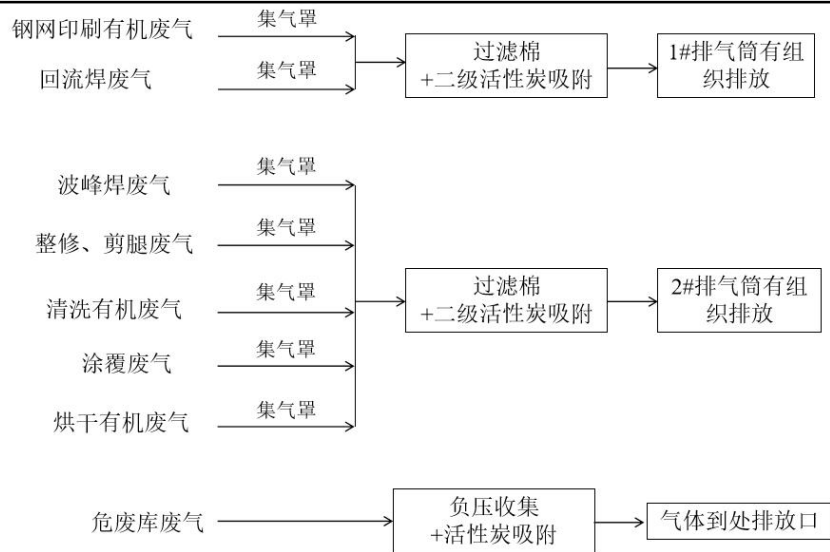 钢网印刷有机废气
集气罩
回流焊废气
集气罩
过滤棉
+二级活性炭吸附
1#排气筒有组
织排放
波峰焊废气
集气罩
整修、剪腿废气
集气罩
清洗有机废气
集气罩
涂覆废气
集气罩
烘干有机废气
集气罩
过滤棉
+二级活性炭吸附
2#排气筒有组
织排放
危废库废气
负压收集
+活性炭吸附
气体到处排放口